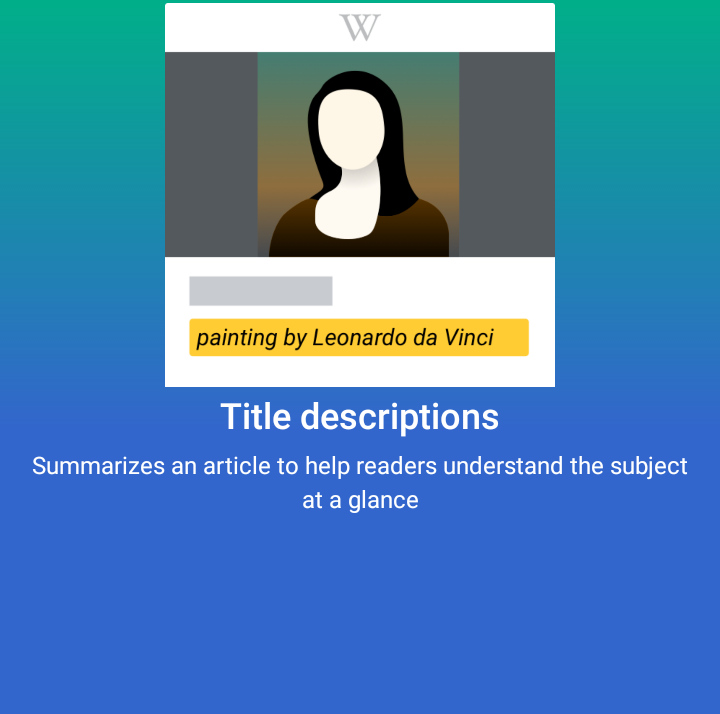 W
painting by Leonardo da Vinci
Title descriptions
Summarizes an article to help readers understand the subject
at a glance